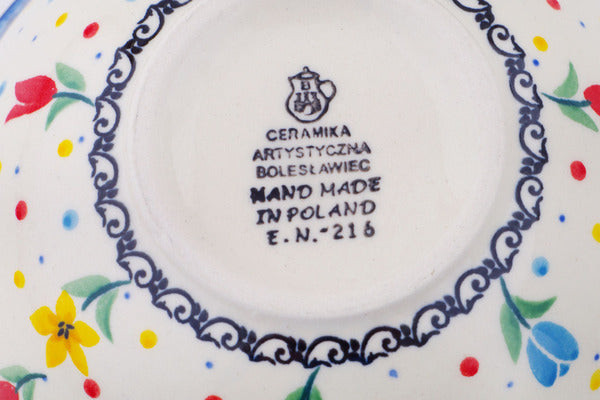 CERAMIKA
ARTYSTYCZNA
BOLESŁAWIEC
HAND MADE
IN POLAND
E.N.-216